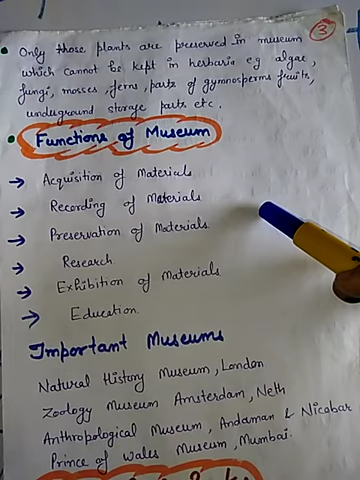 3
Only those plants are preserved in museum
which cannot be kept in herbaria e.g algae,
fungi, mosses, ferns, parts of gymnosperms fruits,
underground storage parts etc.
Functions of Museum
→ Acquisition of Materials
→ Recording of Materials
→ Preservation of Materials.
→ Research
→ Exhibition of Materials
→ Education.
Important Museums
Natural History Museum, London
Zoology Museum Amsterdam, Neth
Anthropological Museum, Andaman & Nicobar
Prince of Wales Museum, Mumbai.